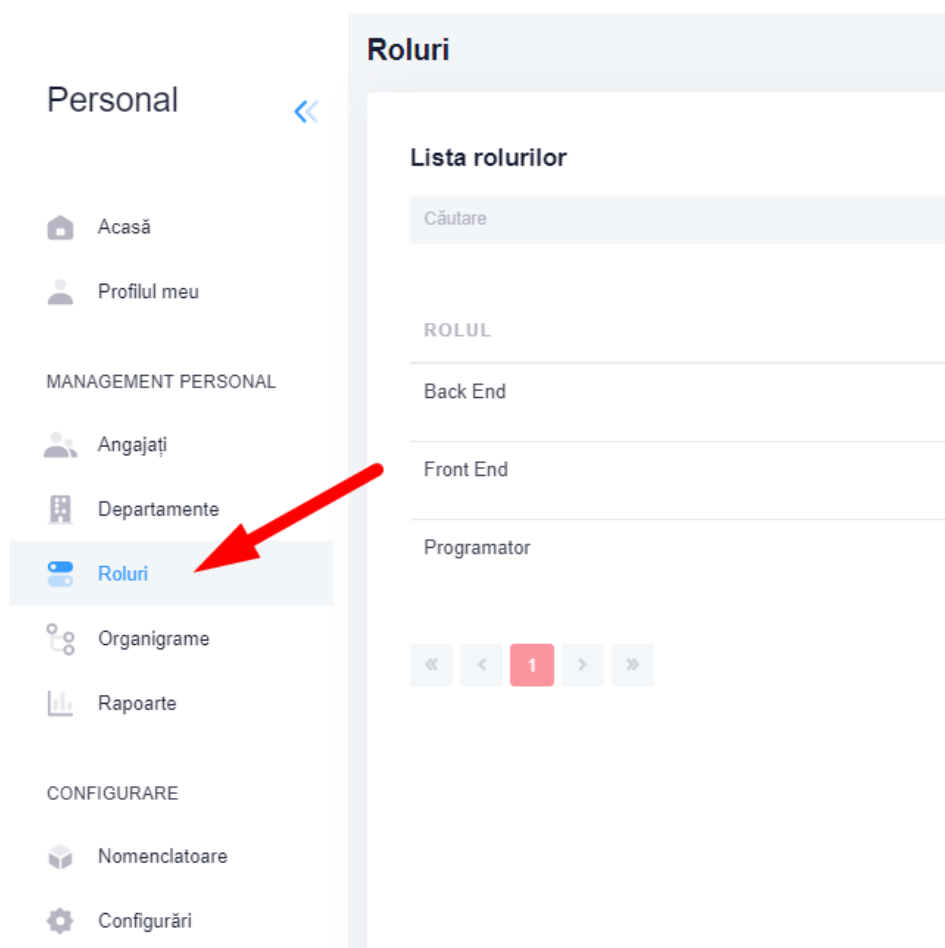 Personal
Acasă
Profilul meu
MANAGEMENT PERSONAL
Angajați
Departamente
Roluri
Organigrame
Rapoarte
CONFIGURARE
Nomenclatoare
Configurări
Roluri
Lista rolurilor
Căutare
ROLUL
Back End
Front End
Programator
1